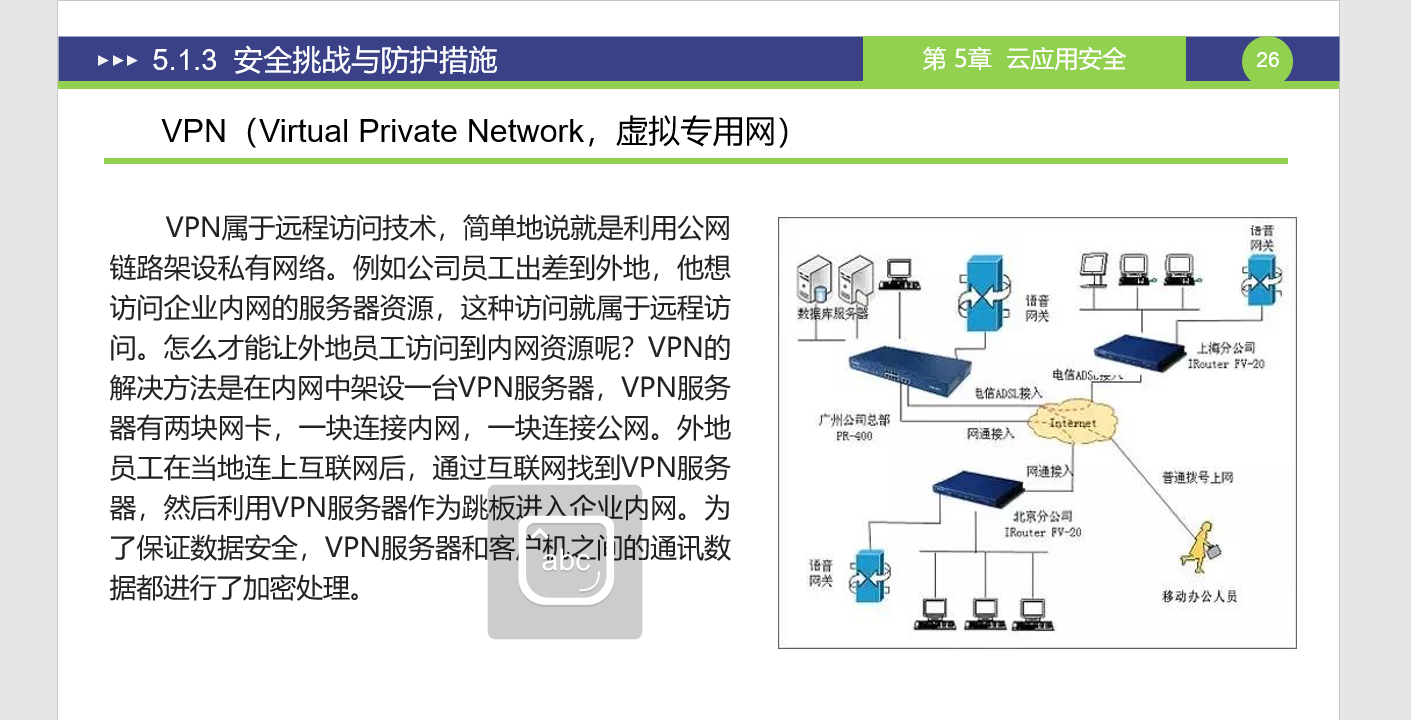 5.1.3 安全挑战与防护措施
第 5章 云应用安全
26
VPN（Virtual Private Network，虚拟专用网）
VPN属于远程访问技术，简单地说就是利用公网
链路架设私有网络。例如公司员工出差到外地，他想
访问企业内网的服务器资源，这种访问就属于远程访
问。怎么才能让外地员工访问到内网资源呢？VPN的
解决方法是在内网中架设一台VPN服务器，VPN服务
器有两块网卡，一块连接内网，一块连接公网。外地
员工在当地连上互联网后，通过互联网找到VPN服务
器，然后利用VPN服务器作为跳板进入企业内网。为
了保证数据安全，VPN服务器和客户机之间的通讯数
据都进行了加密处理。
abc
语音
网关
数据库服务器
语音
网关
上海分公司
IRouter FV-20
电信ADSL接入
电信ADSL接入
广州公司总部
PR-400
网通接入
Internet
网通接入
普通拨号上网
北京分公司
IRouter FV-20
语音
网关
移动办公人员